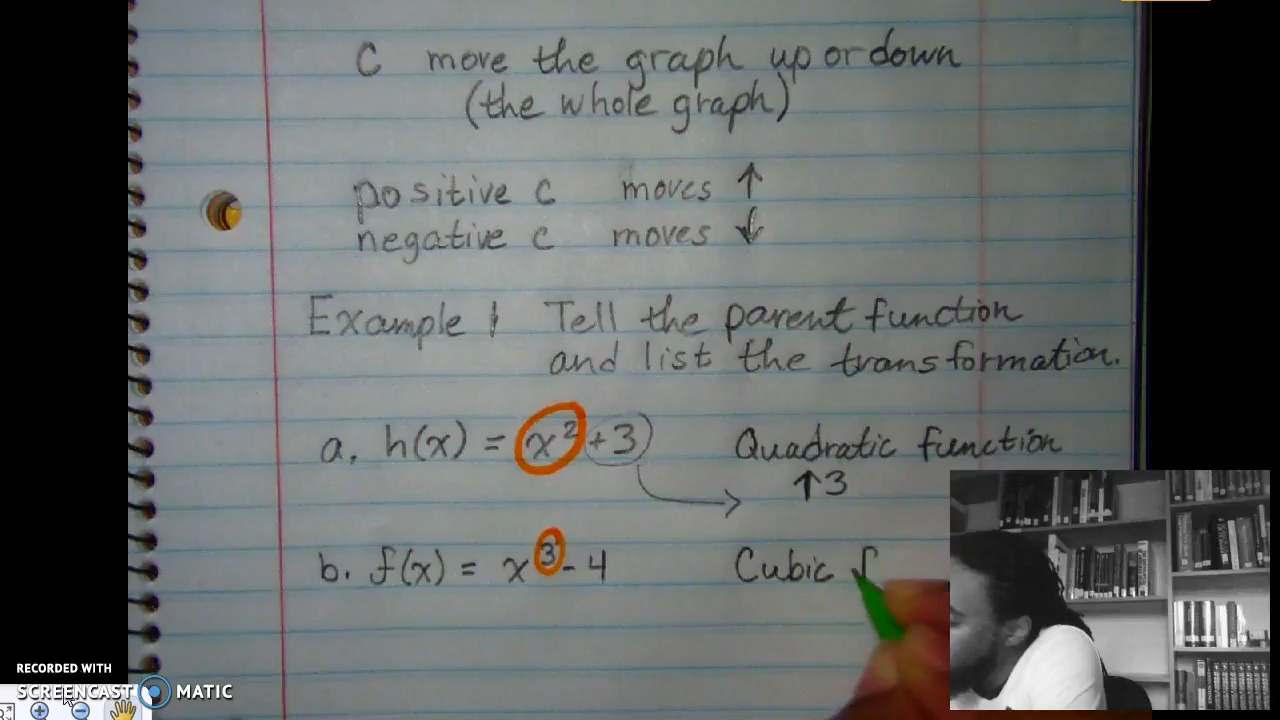 C move the graph up or down
(the whole graph)
positive c moves ↑
negative c moves ↓
Example 1 Tell the parent function
and list the transformation.
a. h(x) = x² + 3 Quadratic function
↑3
b. f(x) = x³ - 4 Cubic f
RECORDED WITH
SCREENCAST MATIC